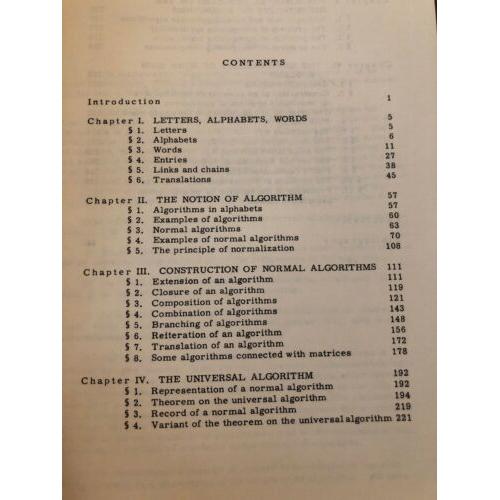 CONTENTS
Introduction 1
Chapter I. LETTERS, ALPHABETS, WORDS 5
§ 1. Letters 5
§ 2. Alphabets 6
§ 3. Words 11
§ 4. Entries 27
§ 5. Links and chains 38
§ 6. Translations 45
Chapter II. THE NOTION OF ALGORITHM 57
§ 1. Algorithms in alphabets 57
§ 2. Examples of algorithms 60
§ 3. Normal algorithms 63
§ 4. Examples of normal algorithms 70
§ 5. The principle of normalization 108
Chapter III. CONSTRUCTION OF NORMAL ALGORITHMS 111
§ 1. Extension of an algorithm 111
§ 2. Closure of an algorithm 119
§ 3. Composition of algorithms 121
§ 4. Combination of algorithms 143
§ 5. Branching of algorithms 148
§ 6. Reiteration of an algorithm 156
§ 7. Translation of an algorithm 172
§ 8. Some algorithms connected with matrices 178
Chapter IV. THE UNIVERSAL ALGORITHM 192
§ 1. Representation of a normal algorithm 192
§ 2. Theorem on the universal algorithm 194
§ 3. Record of a normal algorithm 219
§ 4. Variant of the theorem on the universal algorithm 221